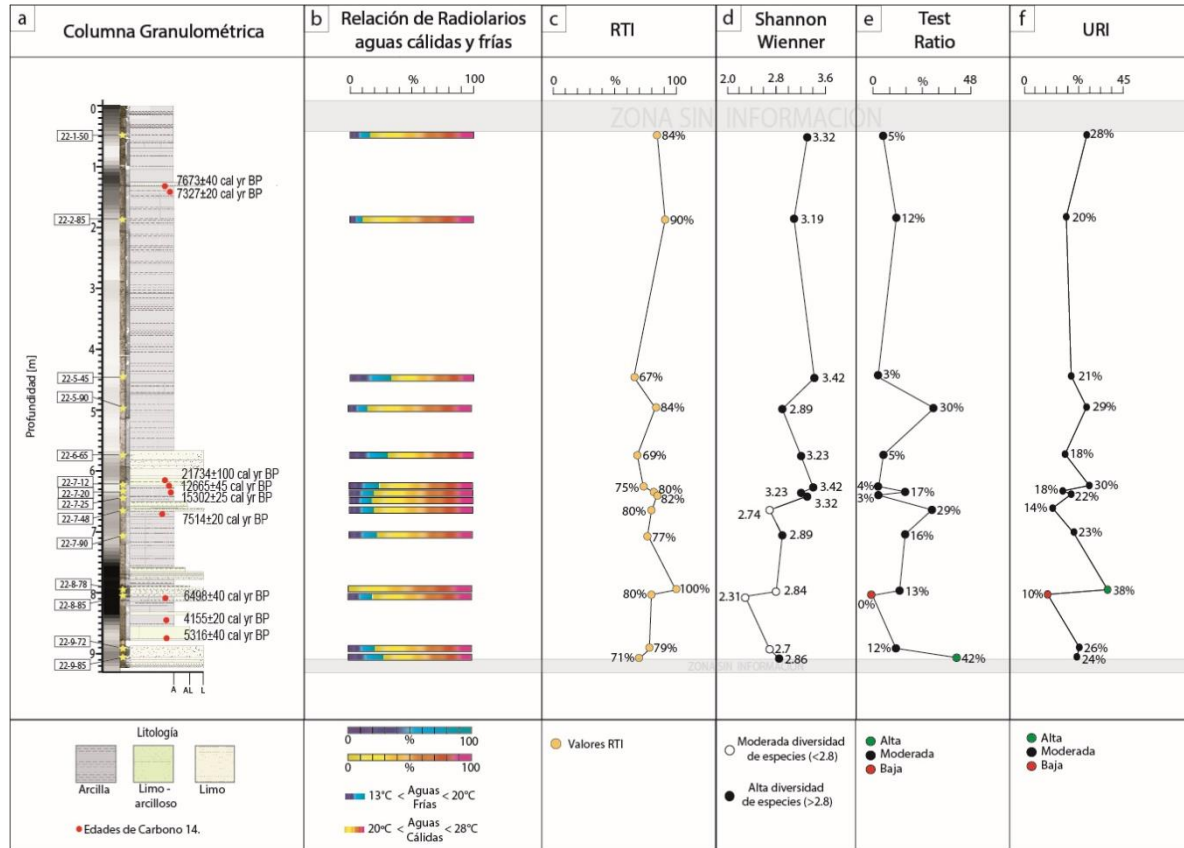 a
Columna Granulométrica
b
Relación de Radiolarios
aguas cálidas y frías
c
RTI
d
Shannon
Wienner
e
Test
Ratio
f
URI
0 % 100
0 100
2.0 2.8 3.6
0 % 48
0 % 45
ZONA SIN INFORMACIÓN
Profundidad [m]
0
1
2
3
4
5
6
7
8
9
22-1-50
22-2-85
22-5-45
22-5-90
22-6-65
22-7-12
22-7-20
22-7-25
22-7-48
22-7-90
22-8-78
22-8-85
22-9-72
22-9-85
7673±40 cal yr BP
7327±20 cal yr BP
21734±100 cal yr BP
12665±45 cal yr BP
15302±25 cal yr BP
7514±20 cal yr BP
6498±40 cal yr BP
4155±20 cal yr BP
5316±40 cal yr BP
A AL L
84%
90%
67%
84%
69%
75%
80%
82%
80%
77%
100%
80%
79%
71%
3.32
3.19
3.42
2.89
3.23
3.42
3.23
3.32
2.74
2.89
2.84
2.31
2.7
2.86
5%
12%
3%
30%
5%
4%
17%
3%
29%
16%
13%
0%
12%
42%
28%
20%
21%
29%
18%
30%
18%
22%
14%
23%
38%
10%
26%
24%
ZONA SIN INFORMACIÓN
Litología
Arcilla
Limo -
arcilloso
Limo
Edades de Carbono 14.
0 % 100
0 % 100
13°C < Aguas < 20°C
Frías
20°C < Aguas < 28°C
Cálidas
Valores RTI
Moderada diversidad
de especies (<2.8)
Alta diversidad
de especies (>2.8)
Alta
Moderada
Baja
Alta
Moderada
Baja